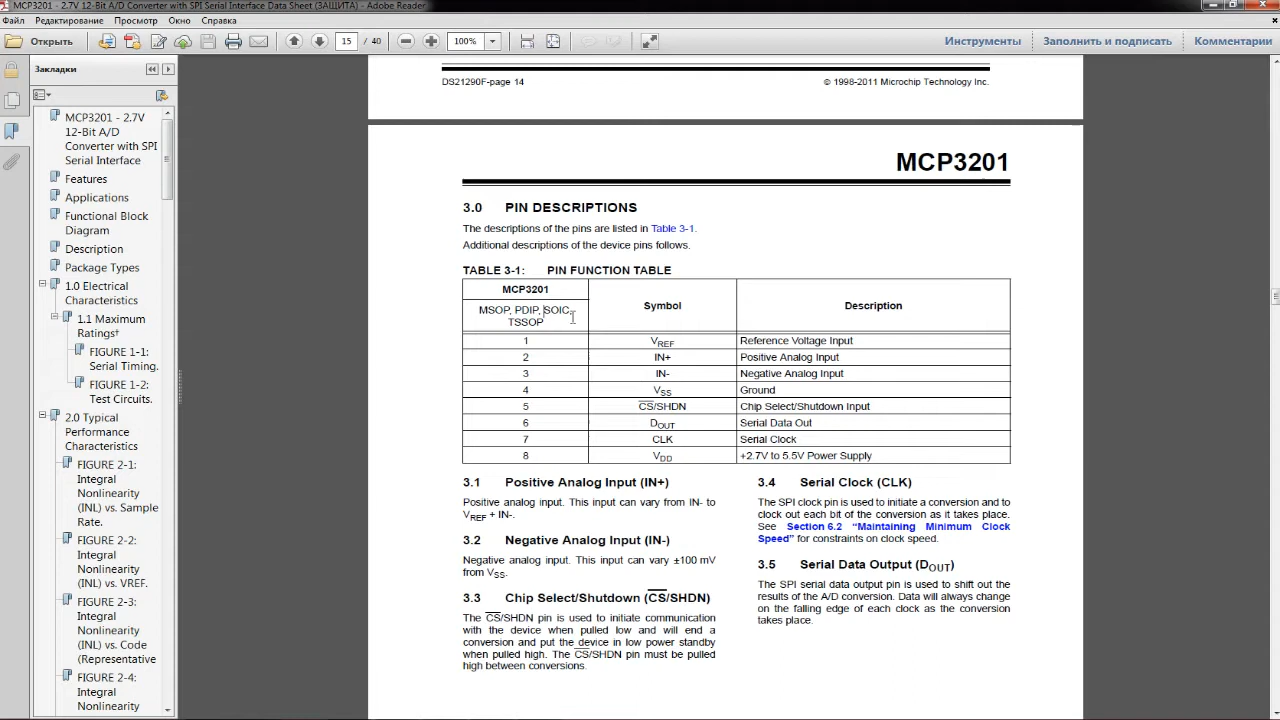 MCP3201 - 2.7V 12-Bit A/D Converter with SPI Serial Interface Data Sheet (ЗАЩИТА) - Adobe Reader
Файл Редактирование Просмотр Окно Справка
Открыть 15 / 40 100% Инструменты Заполнить и подписать Комментарии
Закладки
MCP3201 - 2.7V
12-Bit A/D
Converter with SPI
Serial Interface
Features
Applications
Functional Block
Diagram
Description
Package Types
1.0 Electrical
Characteristics
1.1 Maximum
Ratings†
FIGURE 1-1:
Serial Timing.
FIGURE 1-2:
Test Circuits.
2.0 Typical
Performance
Characteristics
FIGURE 2-1:
Integral
Nonlinearity
(INL) vs. Sample
Rate.
FIGURE 2-2:
Integral
Nonlinearity
(INL) vs. VREF.
FIGURE 2-3:
Integral
Nonlinearity
(INL) vs. Code
(Representative
FIGURE 2-4:
Integral
Nonlinearity
DS21290F-page 14 © 1998-2011 Microchip Technology Inc.
MCP3201
3.0 PIN DESCRIPTIONS
The descriptions of the pins are listed in Table 3-1.
Additional descriptions of the device pins follows.
TABLE 3-1: PIN FUNCTION TABLE
MCP3201
MSOP, PDIP, SOIC,
TSSOP
Symbol Description
1 VREF Reference Voltage Input
2 IN+ Positive Analog Input
3 IN- Negative Analog Input
4 VSS Ground
5 CS/SHDN Chip Select/Shutdown Input
6 DOUT Serial Data Out
7 CLK Serial Clock
8 VDD +2.7V to 5.5V Power Supply
3.1 Positive Analog Input (IN+)
Positive analog input. This input can vary from IN- to
VREF + IN-.
3.2 Negative Analog Input (IN-)
Negative analog input. This input can vary ±100 mV
from VSS.
3.3 Chip Select/Shutdown (CS/SHDN)
The CS/SHDN pin is used to initiate communication
with the device when pulled low and will end a
conversion and put the device in low power standby
when pulled high. The CS/SHDN pin must be pulled
high between conversions.
3.4 Serial Clock (CLK)
The SPI clock pin is used to initiate a conversion and to
clock out each bit of the conversion as it takes place.
See Section 6.2 “Maintaining Minimum Clock
Speed” for constraints on clock speed.
3.5 Serial Data Output (DOUT)
The SPI serial data output pin is used to shift out the
results of the A/D conversion. Data will always change
on the falling edge of each clock as the conversion
takes place.